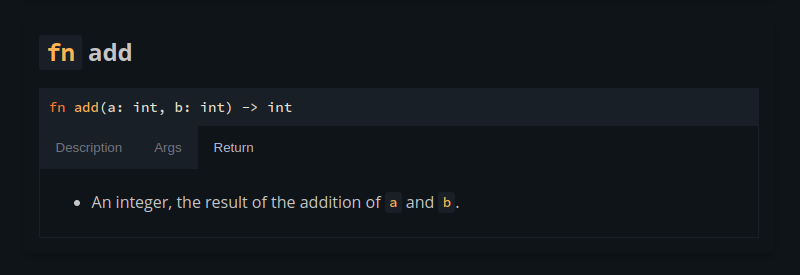 fn add
fn add(a: int, b: int) -> int
Description Args Return
• An integer, the result of the addition of a and b.